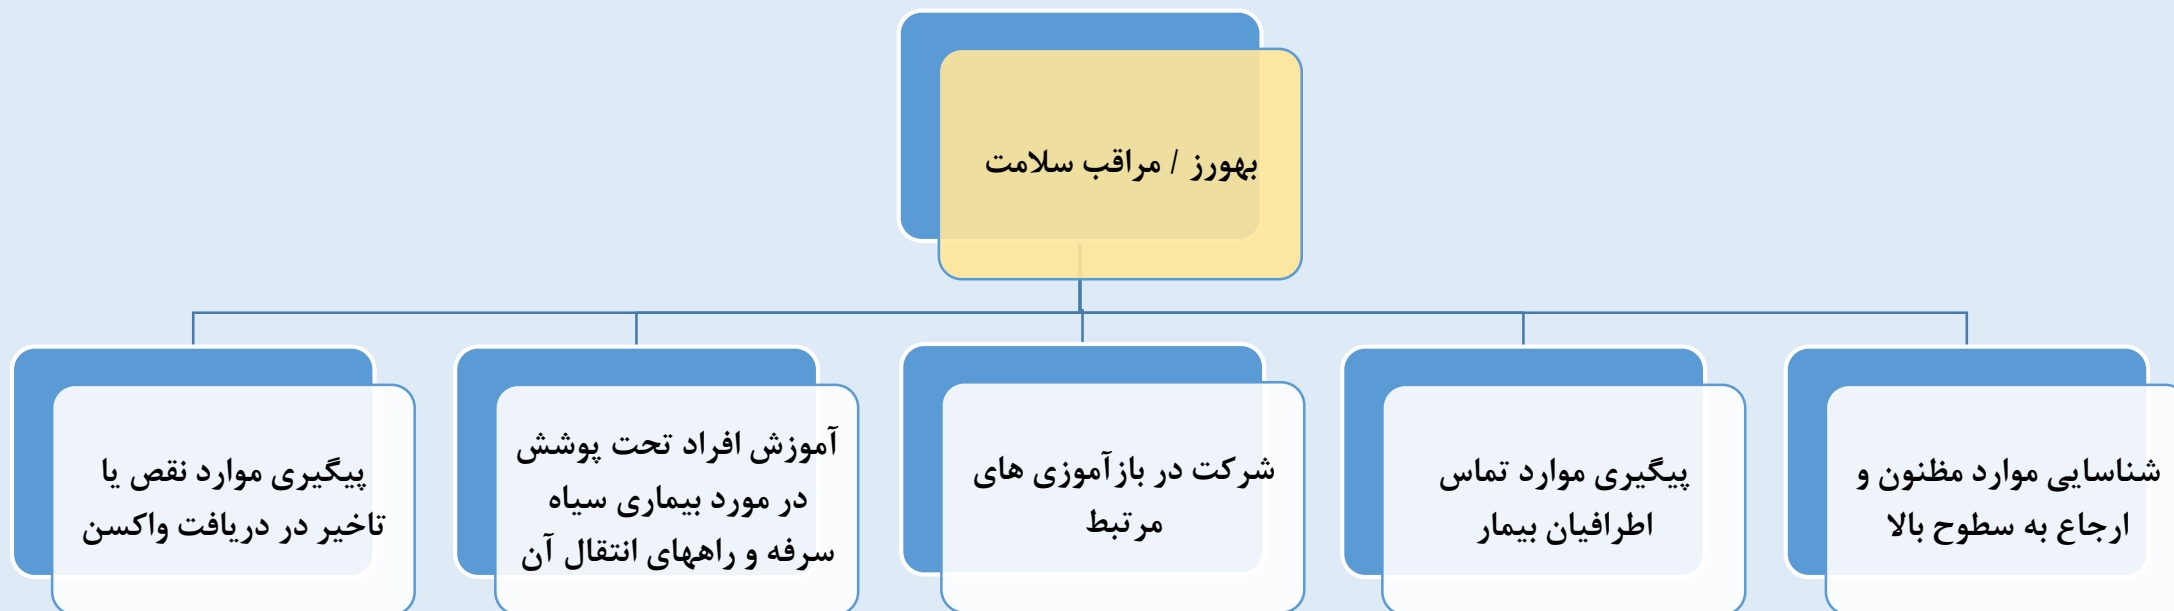 بهورز / مراقب سلامت
شناسایی موارد مظنون و
ارجاع به سطوح بالا
پیگیری موارد تماس
اطرافیان بیمار
شرکت در بازآموزی های
مرتبط
آموزش افراد تحت پوشش
در مورد بیماری سیاه
سرفه و راههای انتقال آن
پیگیری موارد نقص یا
تاخیر در دریافت واکسن